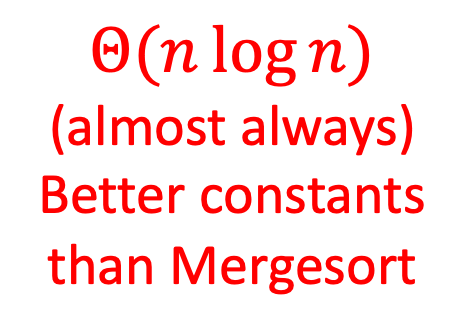 Θ(n log n)
(almost always)
Better constants
than Mergesort